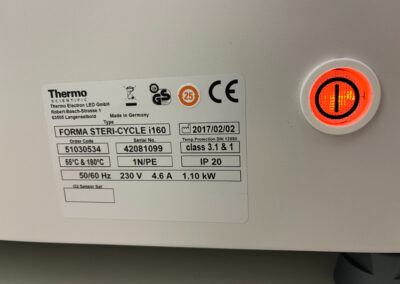 Thermo
SCIENTIFIC
Thermo Electron LED GmbH
Robert-Bosch-Strasse 1
63505 Langenselbold
Made in Germany
25
CE
Type
FORMA STERI-CYCLE i160
2017/02/02
Order Code
Serial No.
Temp.Protection DIN 12880
51030534
42081099
class 3.1 & 1
55°C & 180°C
1N/PE
IP 20
50/60 Hz 230 V 4.6 A 1.10 kW
O2 Sensor Set